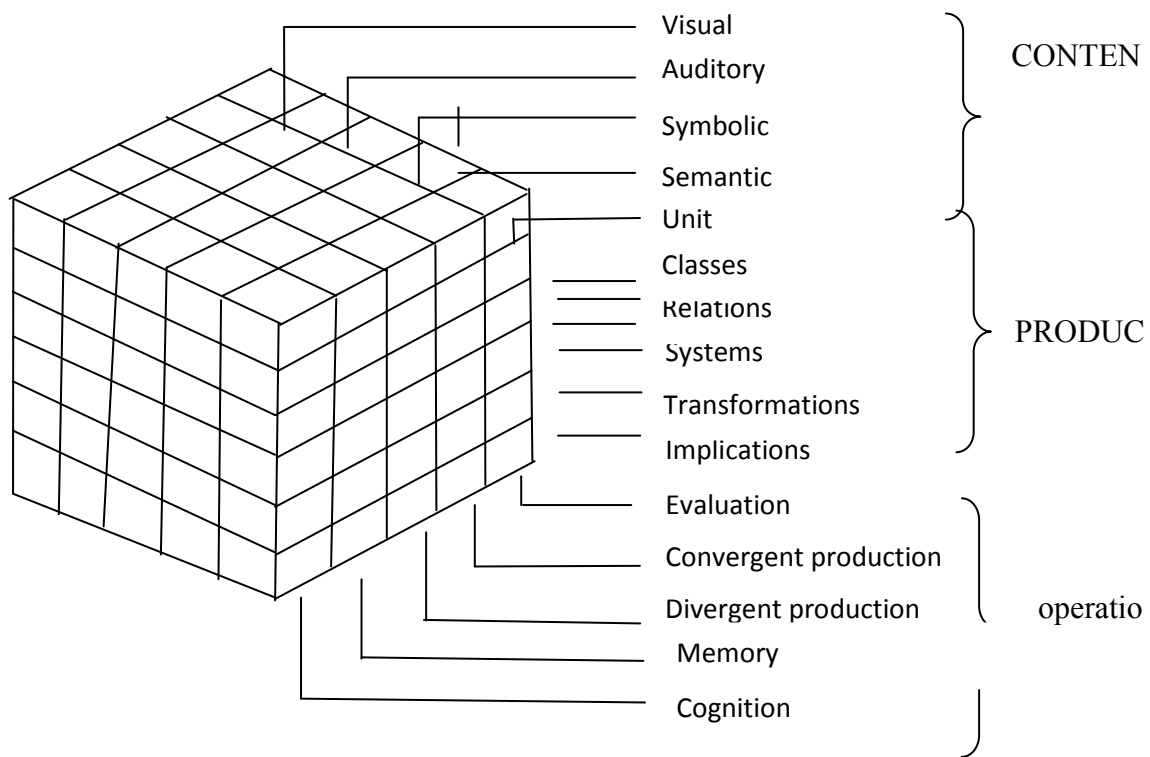 Visual
CONTEN
Auditory
Symbolic
Semantic
Unit
Classes
Relations
PRODUC
Systems
Transformations
Implications
Evaluation
Convergent production
Divergent production
operatio
Memory
Cognition